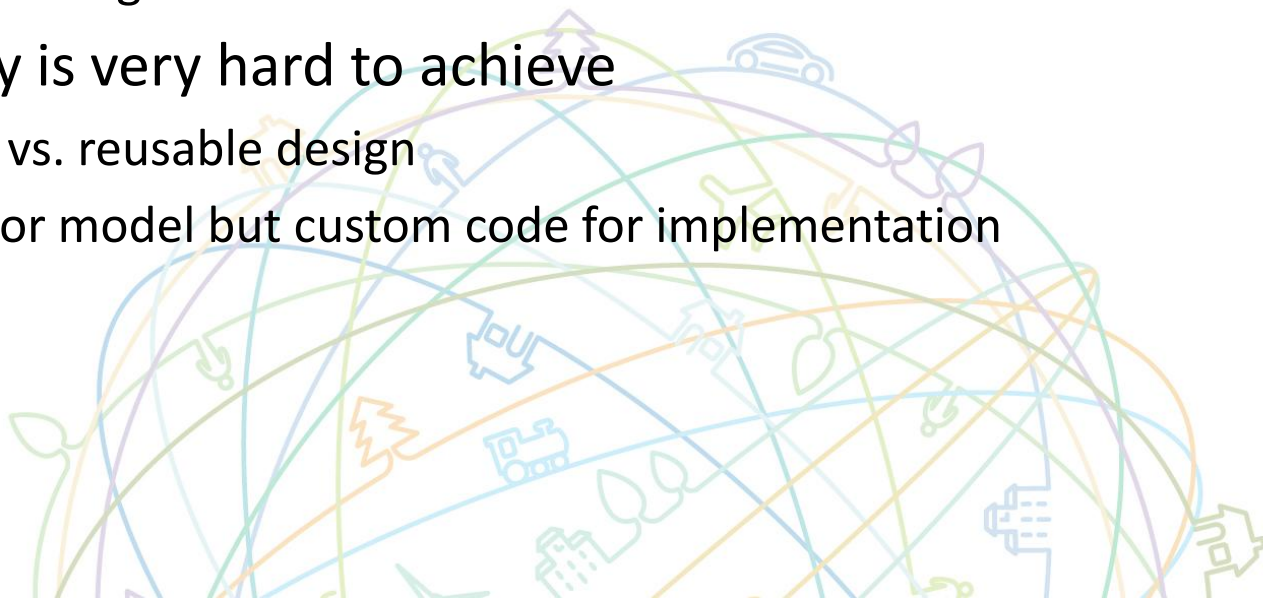 y is very hard to achieve
vs. reusable design
or model but custom code for implementation